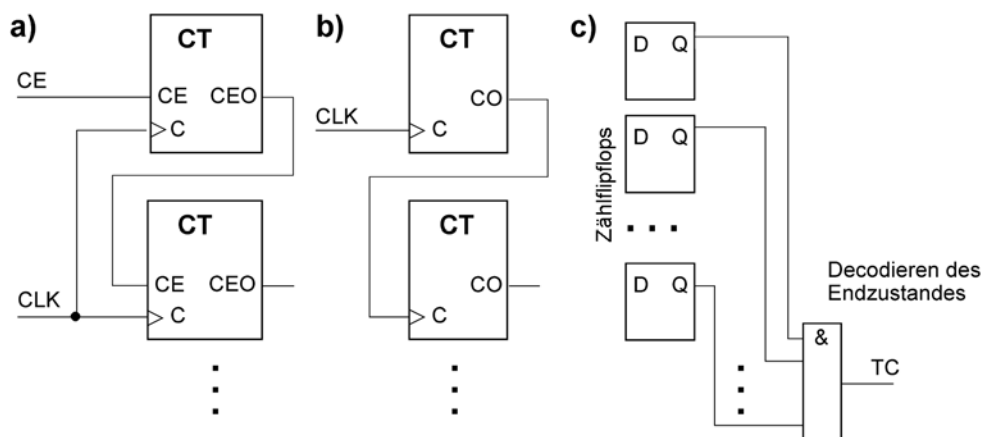 a)
CT
CE
CE CEO
C
CT
CE CEO
CLK
C
b)
CT
CO
CLK
C
CT
CO
C
c)
D Q
D Q
D Q
Zählflipflops
Decodieren des
Endzustandes
&
TC